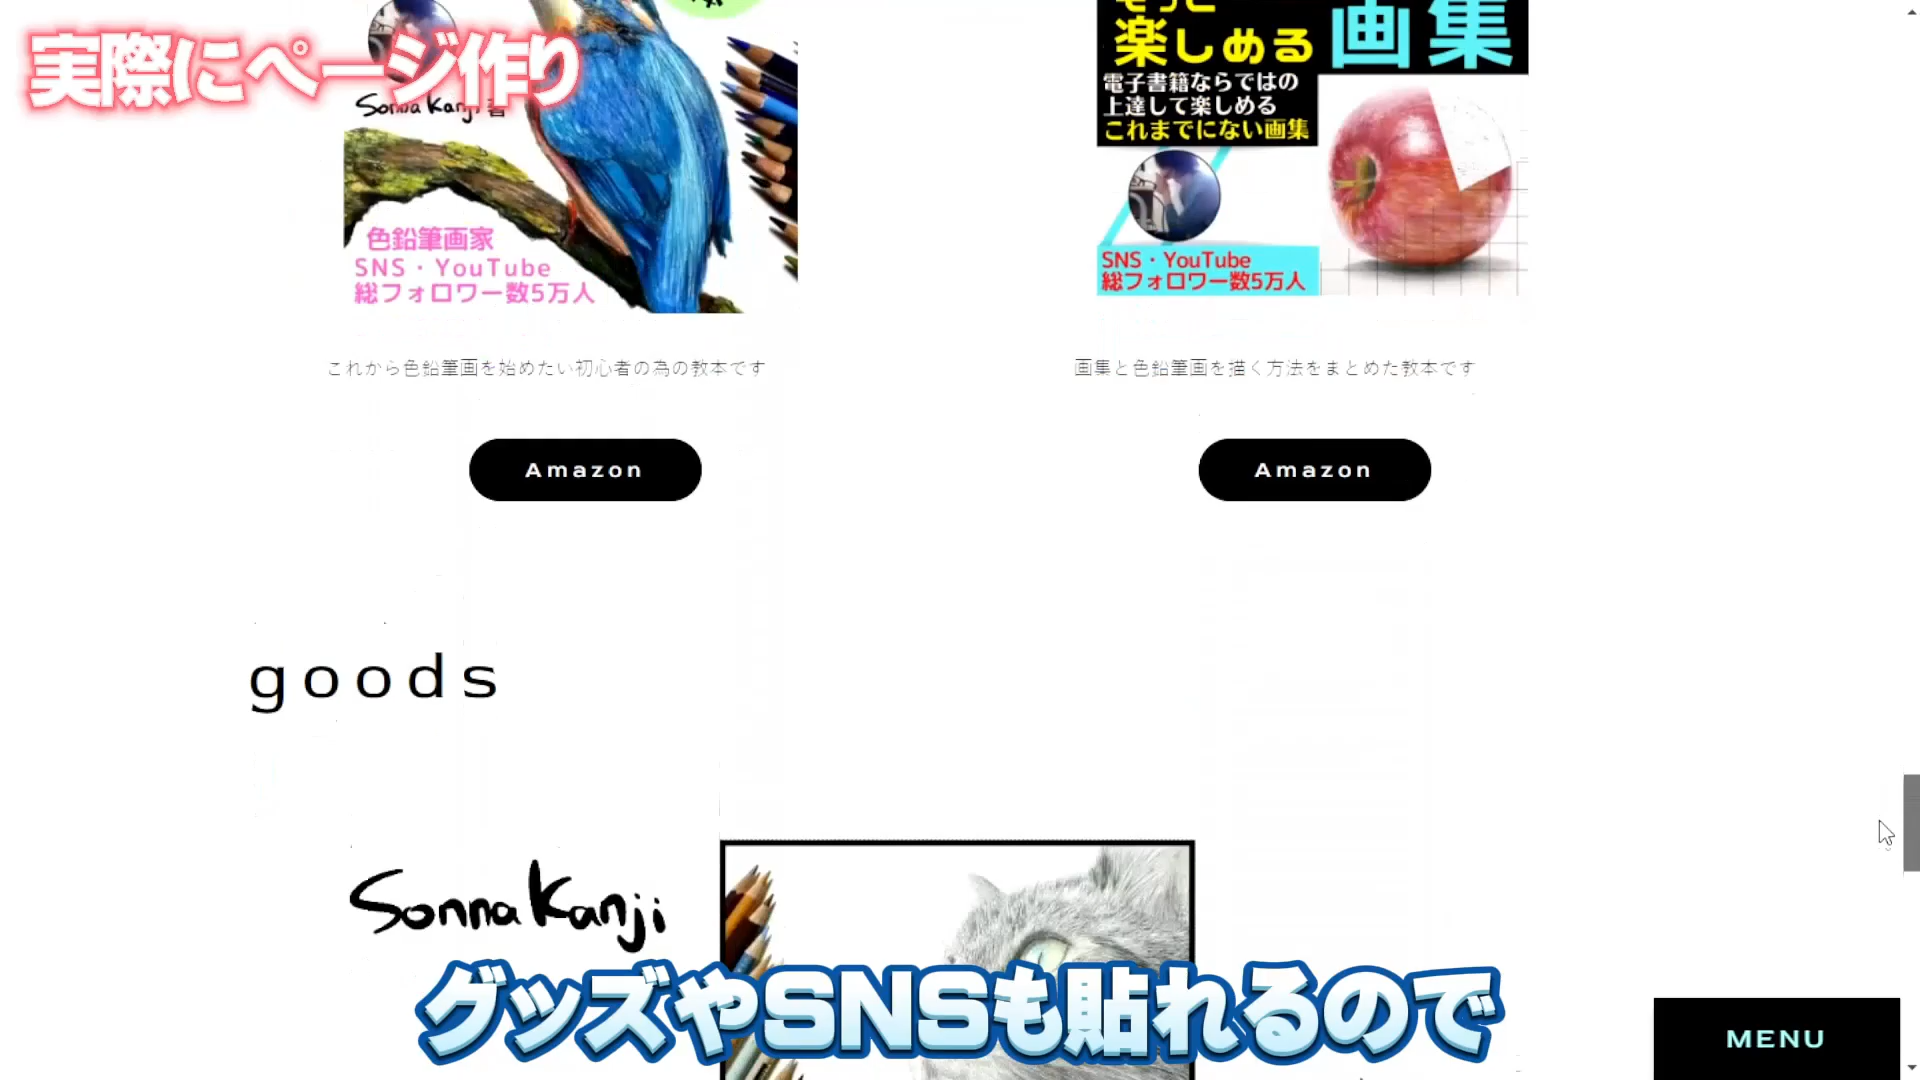 実際にページ作り
Sonna Kanji 著
色鉛筆画家
SNS・YouTube
総フォロワー数5万人
楽しめる
画集
電子書籍ならではの
上達して楽しめる
これまでにない画集
SNS・YouTube
総フォロワー数5万人
これから色鉛筆画を始めたい初心者の為の教本です
画集と色鉛筆画を描く方法をまとめた教本です
Amazon
Amazon
goods
Sonna Kanji
グッズやSNSも貼れるので
MENU